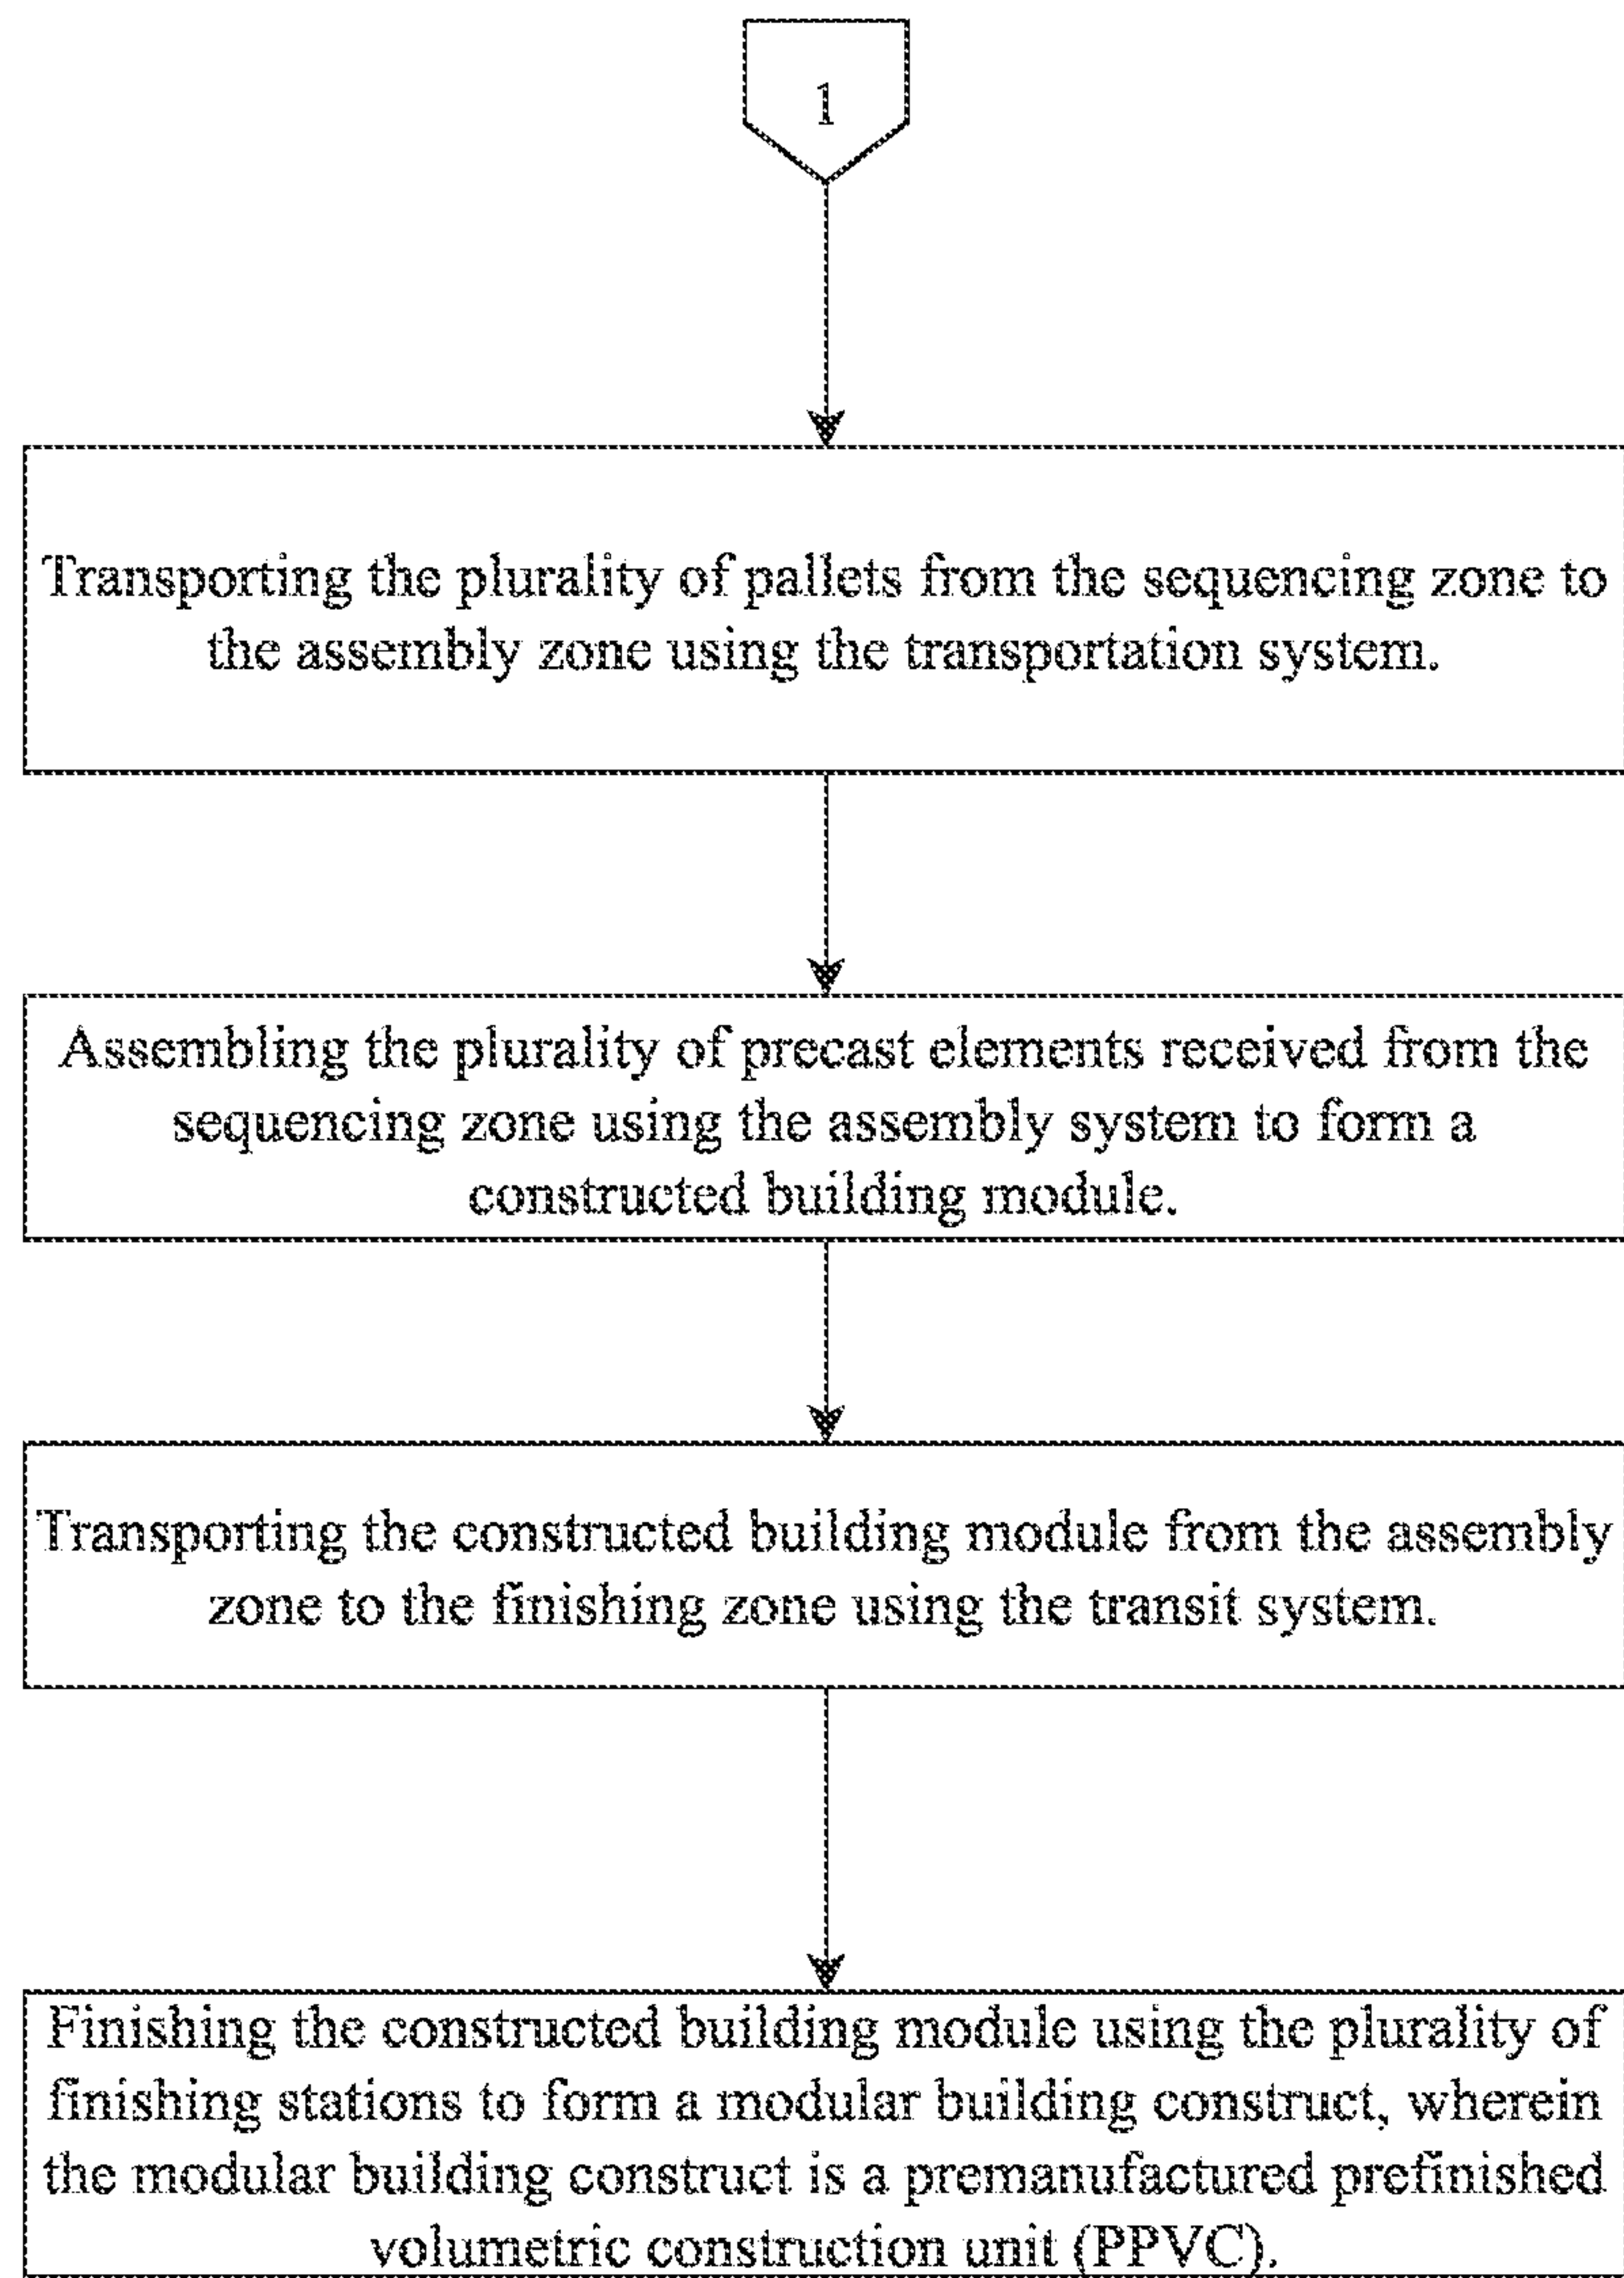 1
Transporting the plurality of pallets from the sequencing zone to
the assembly zone using the transportation system.
Assembling the plurality of precast elements received from the
sequencing zone using the assembly system to form a
constructed building module.
Transporting the constructed building module from the assembly
zone to the finishing zone using the transit system.
Finishing the constructed building module using the plurality of
finishing stations to form a modular building construct, wherein
the modular building construct is a premanufactured prefinished
volumetric construction unit (PPVC).